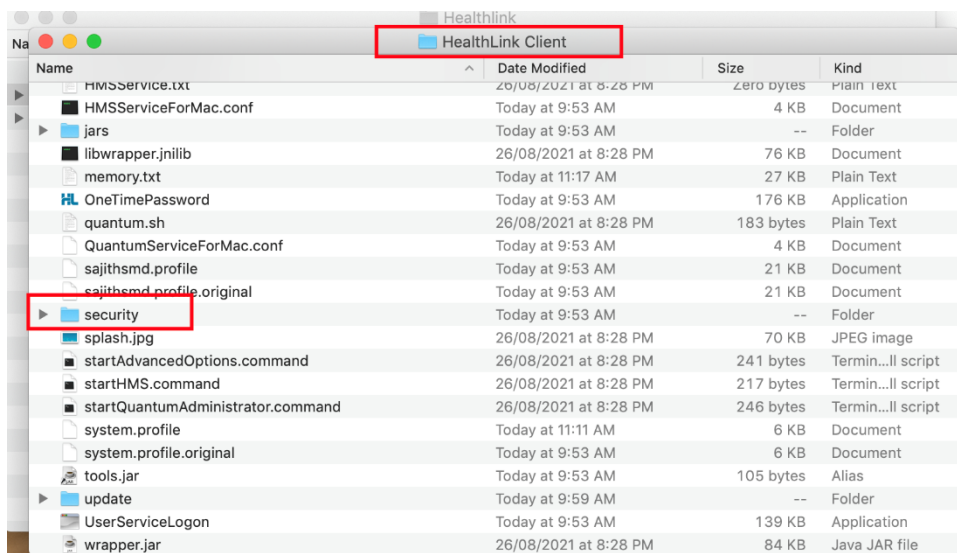 Healthlink
Na
HealthLink Client
Name Date Modified Size Kind
HMSService.txt 26/08/2021 at 8:28 PM Zero bytes Plain Text
HMSServiceForMac.conf Today at 9:53 AM 4 KB Document
jars Today at 9:53 AM -- Folder
libwrapper.jnilib 26/08/2021 at 8:28 PM 76 KB Document
memory.txt Today at 11:17 AM 27 KB Plain Text
HL OneTimePassword Today at 9:53 AM 176 KB Application
quantum.sh 26/08/2021 at 8:28 PM 183 bytes Plain Text
QuantumServiceForMac.conf Today at 9:53 AM 4 KB Document
sajithsmd.profile Today at 9:53 AM 21 KB Document
sajithsmd.profile.original Today at 9:53 AM 21 KB Document
security Today at 9:53 AM -- Folder
splash.jpg 26/08/2021 at 8:28 PM 70 KB JPEG image
startAdvancedOptions.command 26/08/2021 at 8:28 PM 241 bytes Termin...ll script
startHMS.command 26/08/2021 at 8:28 PM 217 bytes Termin...ll script
startQuantumAdministrator.command 26/08/2021 at 8:28 PM 246 bytes Termin...ll script
system.profile Today at 11:11 AM 6 KB Document
system.profile.original Today at 9:53 AM 6 KB Document
tools.jar Today at 9:53 AM 105 bytes Alias
update Today at 9:59 AM -- Folder
UserServiceLogon Today at 9:53 AM 139 KB Application
wrapper.jar 26/08/2021 at 8:28 PM 84 KB Java JAR file